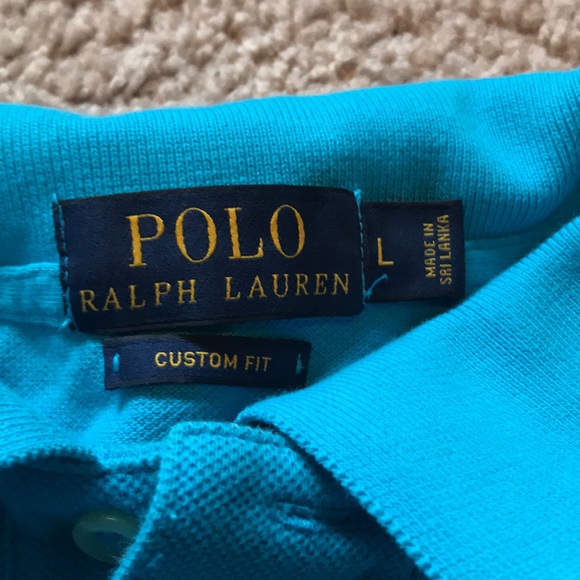 POLO
RALPH LAUREN
L
MADE IN
SRI LANKA
CUSTOM FIT